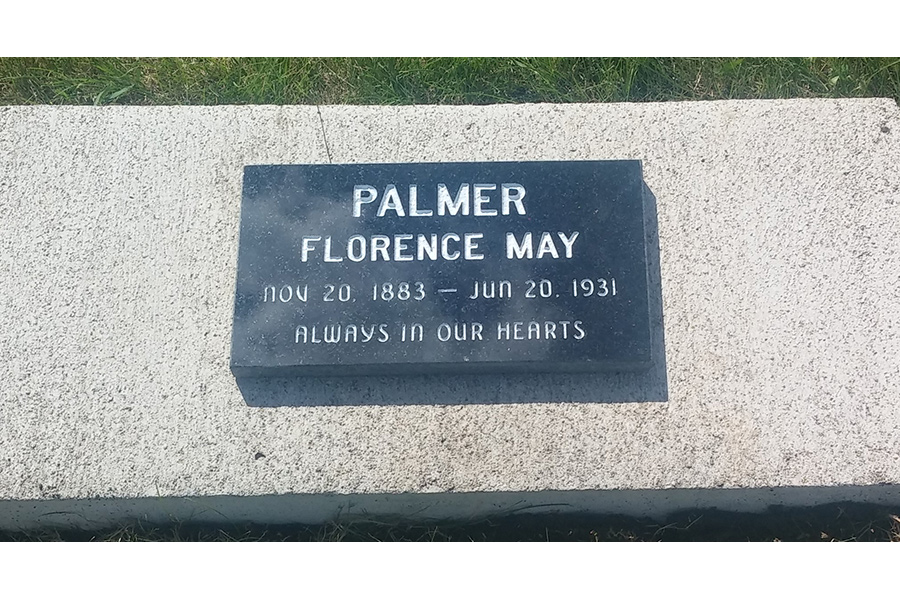 PALMER
FLORENCE MAY
NOV 20, 1883 — JUN 20, 1931
ALWAYS IN OUR HEARTS